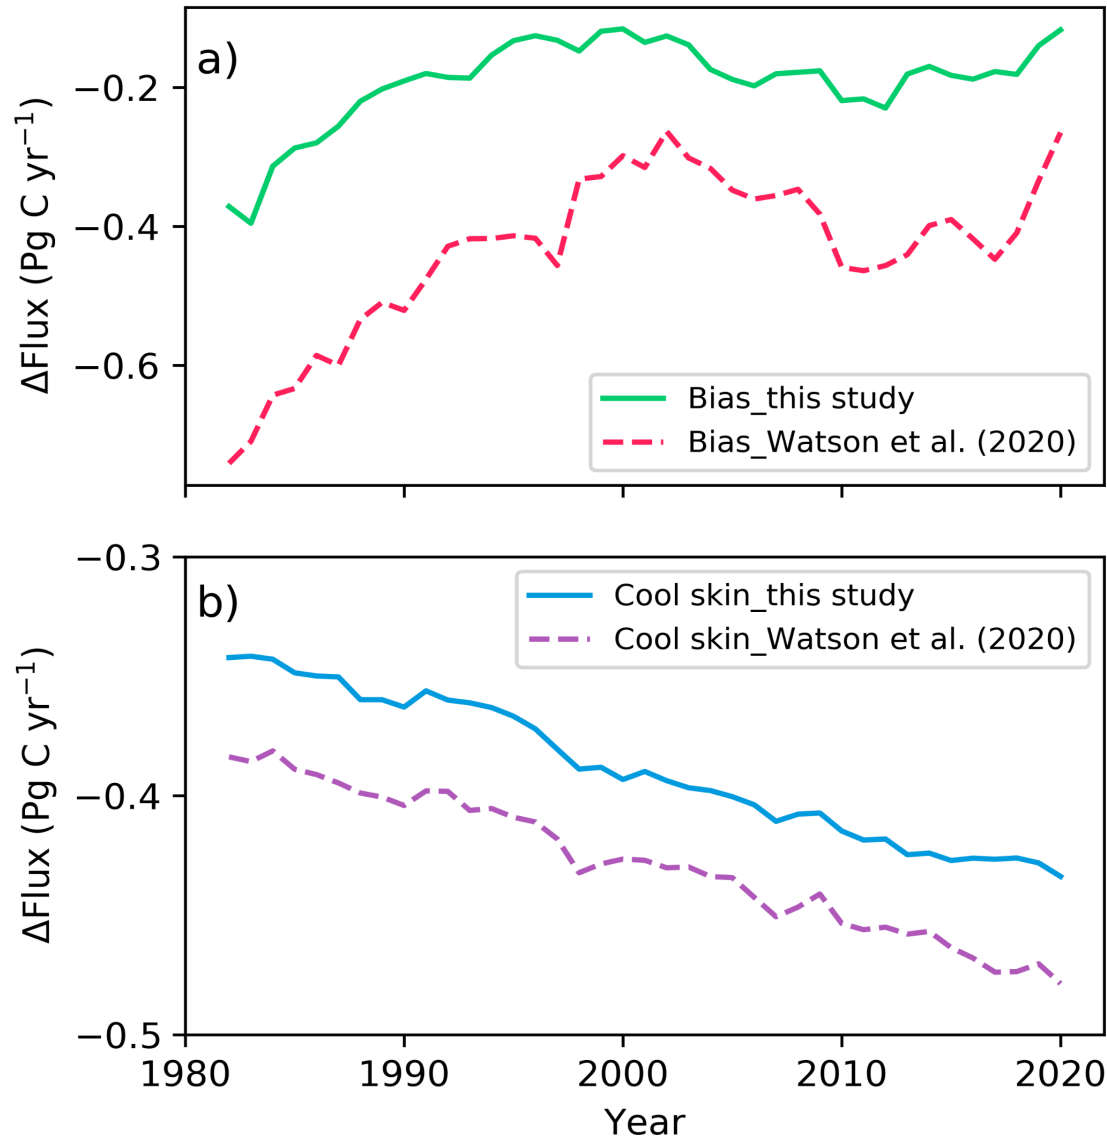 a)
−0.2
−0.4
−0.6
ΔFlux (Pg C yr⁻¹)
Bias_this study
Bias_Watson et al. (2020)
b)
−0.3
−0.4
−0.5
ΔFlux (Pg C yr⁻¹)
Cool skin_this study
Cool skin_Watson et al. (2020)
1980 1990 2000 2010 2020
Year